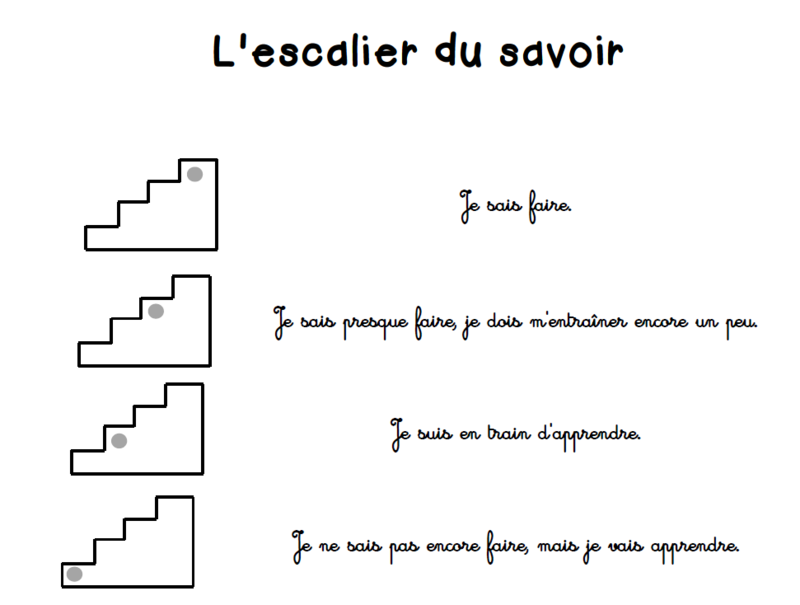 L'escalier du savoir
Je sais faire.
Je sais presque faire, je dois m'entraîner encore un peu.
Je suis en train d'apprendre.
Je ne sais pas encore faire, mais je vais apprendre.